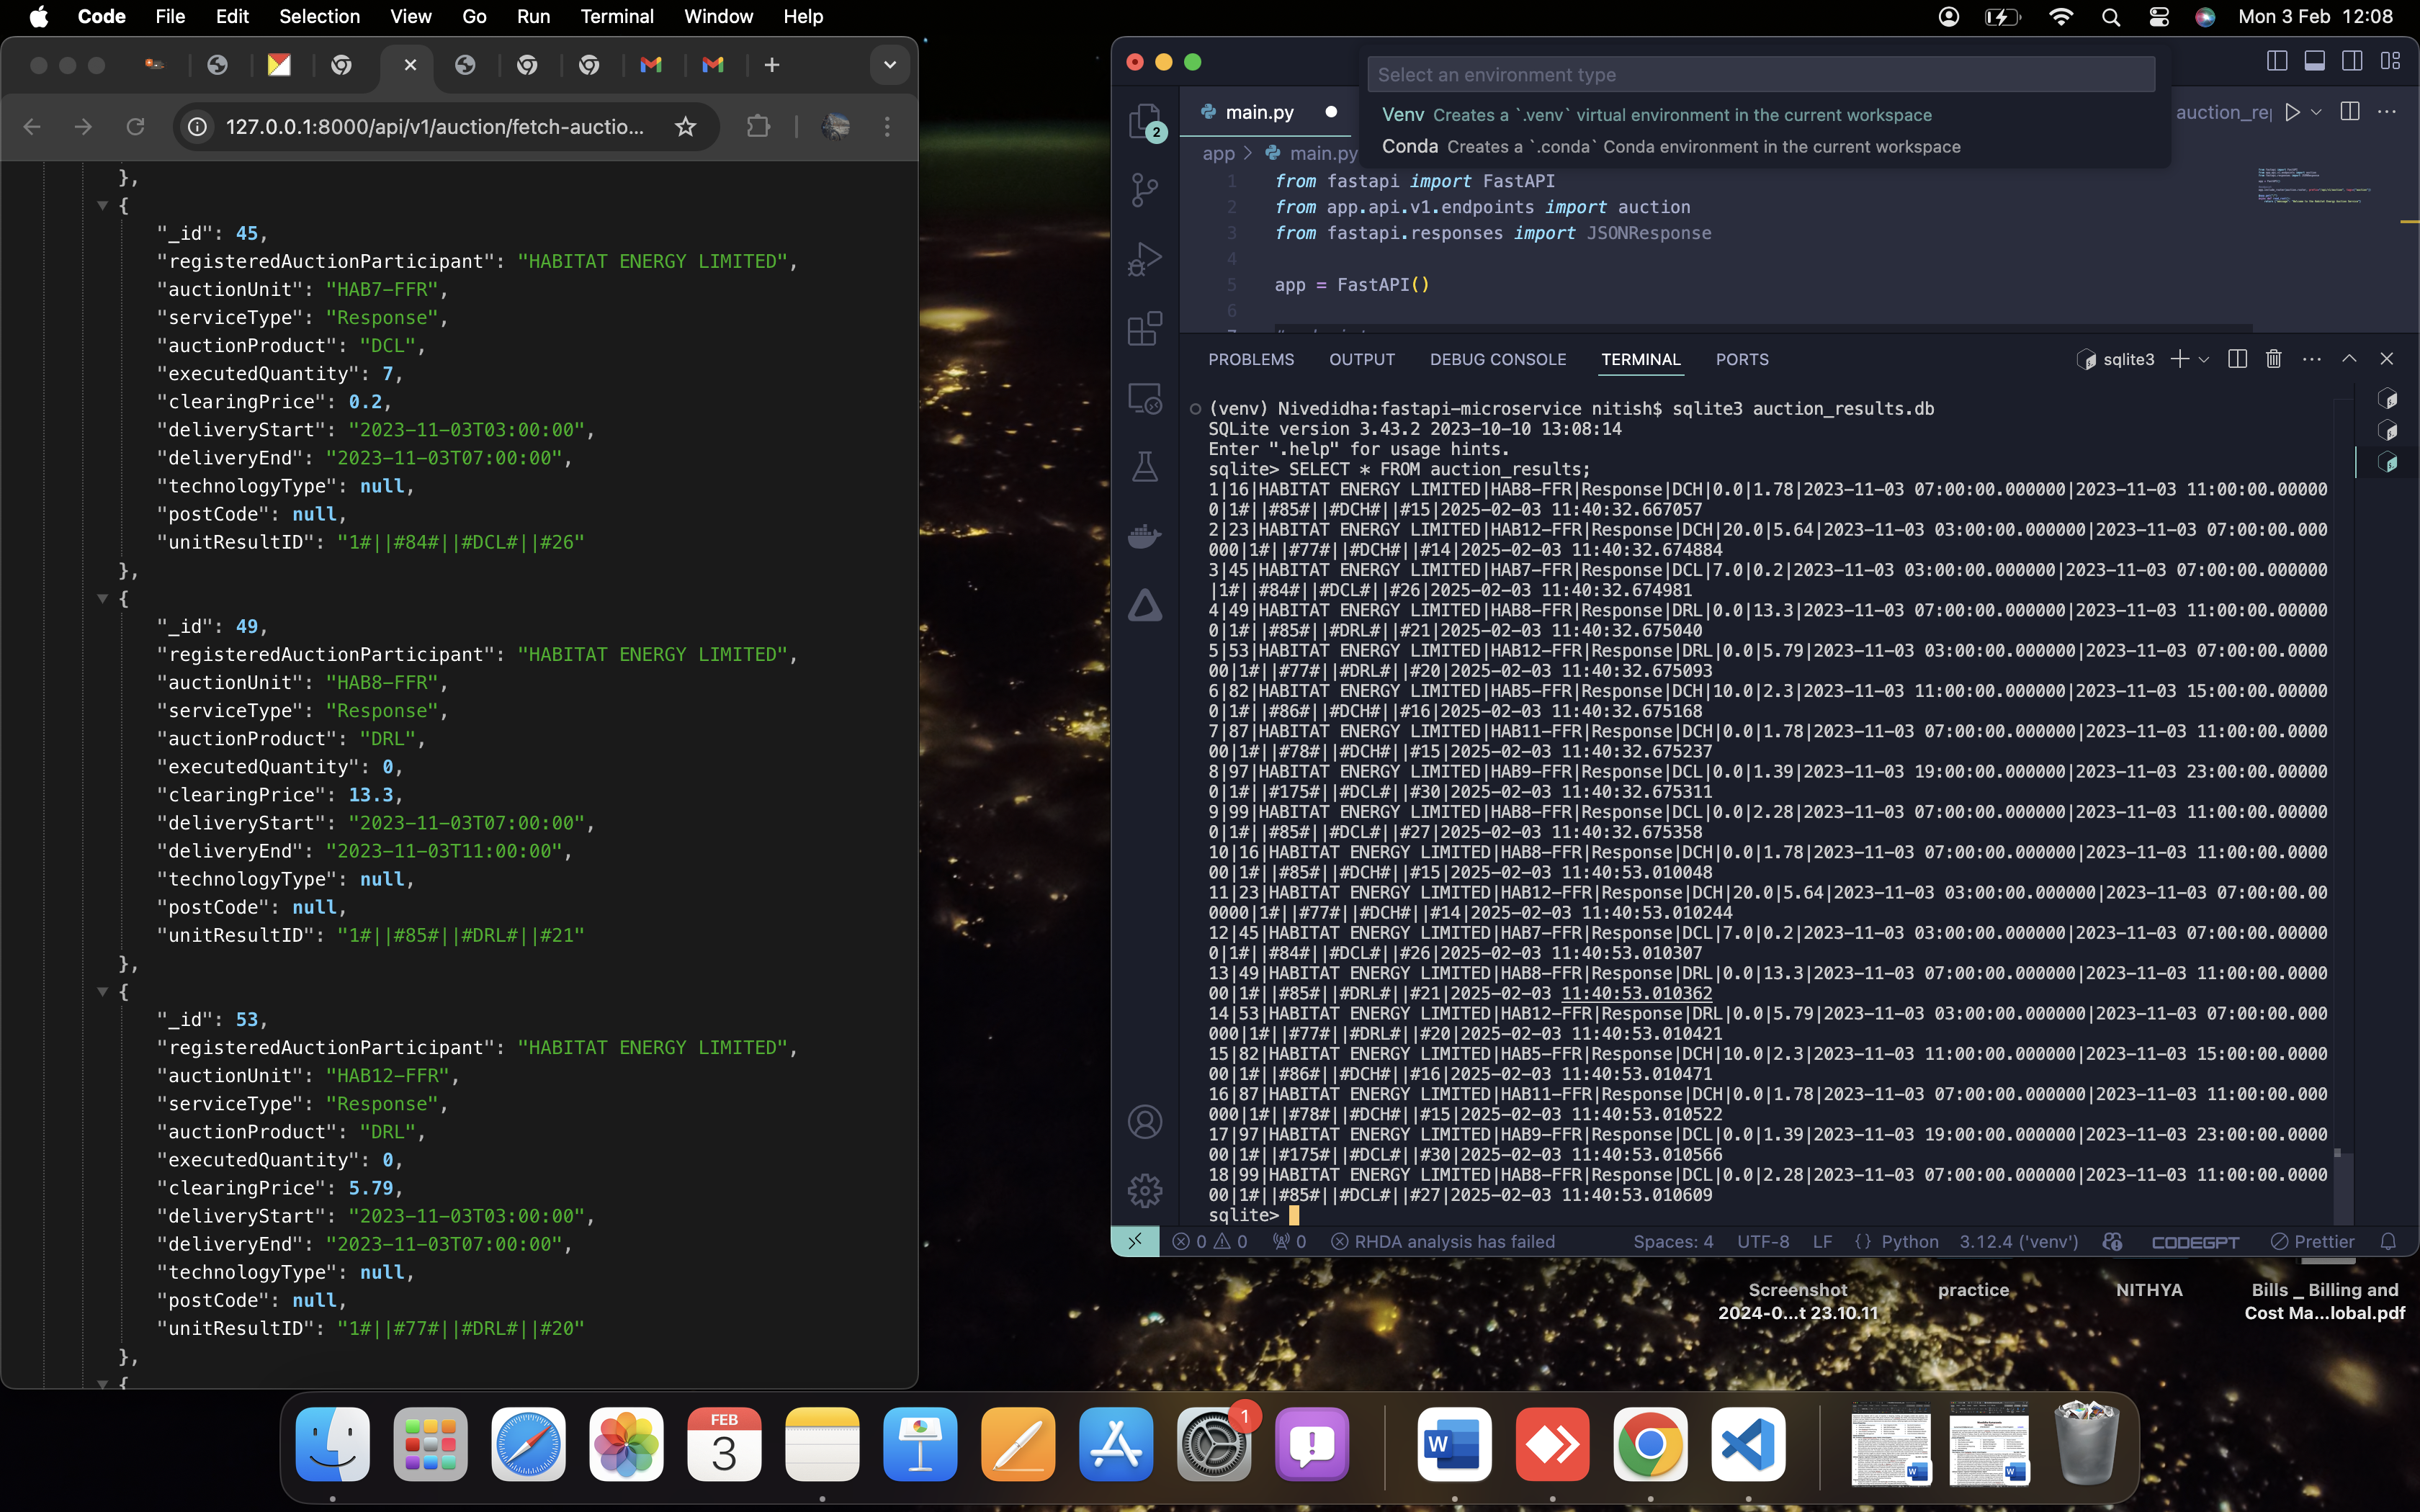 Code File Edit Selection View Go Run Terminal Window Help
Mon 3 Feb 12:08
127.0.0.1:8000/api/v1/auction/fetch-auctio...
},
{
"_id": 45,
"registeredAuctionParticipant": "HABITAT ENERGY LIMITED",
"auctionUnit": "HAB7-FFR",
"serviceType": "Response",
"auctionProduct": "DCL",
"executedQuantity": 7,
"clearingPrice": 0.2,
"deliveryStart": "2023-11-03T03:00:00",
"deliveryEnd": "2023-11-03T07:00:00",
"technologyType": null,
"postCode": null,
"unitResultID": "1#||#84#||#DCL#||#26"
},
{
"_id": 49,
"registeredAuctionParticipant": "HABITAT ENERGY LIMITED",
"auctionUnit": "HAB8-FFR",
"serviceType": "Response",
"auctionProduct": "DRL",
"executedQuantity": 0,
"clearingPrice": 13.3,
"deliveryStart": "2023-11-03T07:00:00",
"deliveryEnd": "2023-11-03T11:00:00",
"technologyType": null,
"postCode": null,
"unitResultID": "1#||#85#||#DRL#||#21"
},
{
"_id": 53,
"registeredAuctionParticipant": "HABITAT ENERGY LIMITED",
"auctionUnit": "HAB12-FFR",
"serviceType": "Response",
"auctionProduct": "DRL",
"executedQuantity": 0,
"clearingPrice": 5.79,
"deliveryStart": "2023-11-03T03:00:00",
"deliveryEnd": "2023-11-03T07:00:00",
"technologyType": null,
"postCode": null,
"unitResultID": "1#||#77#||#DRL#||#20"
},
{
Select an environment type
Venv Creates a `.venv` virtual environment in the current workspace
Conda Creates a `.conda` Conda environment in the current workspace
2
main.py
auction_re
app > main.py
1 from fastapi import FastAPI
2 from app.api.v1.endpoints import auction
3 from fastapi.responses import JSONResponse
4
5 app = FastAPI()
6
PROBLEMS OUTPUT DEBUG CONSOLE TERMINAL PORTS
sqlite3
(venv) Nivedidha:fastapi-microservice nitish$ sqlite3 auction_results.db
SQLite version 3.43.2 2023-10-10 13:08:14
Enter ".help" for usage hints.
sqlite> SELECT * FROM auction_results;
1|16|HABITAT ENERGY LIMITED|HAB8-FFR|Response|DCH|0.0|1.78|2023-11-03 07:00:00.000000|2023-11-03 11:00:00.00000
0|1#||#85#||#DCH#||#15|2025-02-03 11:40:32.667057
2|23|HABITAT ENERGY LIMITED|HAB12-FFR|Response|DCH|20.0|5.64|2023-11-03 03:00:00.000000|2023-11-03 07:00:00.000
000|1#||#77#||#DCH#||#14|2025-02-03 11:40:32.674884
3|45|HABITAT ENERGY LIMITED|HAB7-FFR|Response|DCL|7.0|0.2|2023-11-03 03:00:00.000000|2023-11-03 07:00:00.000000
|1#||#84#||#DCL#||#26|2025-02-03 11:40:32.674981
4|49|HABITAT ENERGY LIMITED|HAB8-FFR|Response|DRL|0.0|13.3|2023-11-03 07:00:00.000000|2023-11-03 11:00:00.00000
0|1#||#85#||#DRL#||#21|2025-02-03 11:40:32.675040
5|53|HABITAT ENERGY LIMITED|HAB12-FFR|Response|DRL|0.0|5.79|2023-11-03 03:00:00.000000|2023-11-03 07:00:00.0000
00|1#||#77#||#DRL#||#20|2025-02-03 11:40:32.675093
6|82|HABITAT ENERGY LIMITED|HAB5-FFR|Response|DCH|10.0|2.3|2023-11-03 11:00:00.000000|2023-11-03 15:00:00.00000
0|1#||#86#||#DCH#||#16|2025-02-03 11:40:32.675168
7|87|HABITAT ENERGY LIMITED|HAB11-FFR|Response|DCH|0.0|1.78|2023-11-03 07:00:00.000000|2023-11-03 11:00:00.0000
00|1#||#78#||#DCH#||#15|2025-02-03 11:40:32.675237
8|97|HABITAT ENERGY LIMITED|HAB9-FFR|Response|DCL|0.0|1.39|2023-11-03 19:00:00.000000|2023-11-03 23:00:00.00000
0|1#||#175#||#DCL#||#30|2025-02-03 11:40:32.675311
9|99|HABITAT ENERGY LIMITED|HAB8-FFR|Response|DCL|0.0|2.28|2023-11-03 07:00:00.000000|2023-11-03 11:00:00.00000
0|1#||#85#||#DCL#||#27|2025-02-03 11:40:32.675358
10|16|HABITAT ENERGY LIMITED|HAB8-FFR|Response|DCH|0.0|1.78|2023-11-03 07:00:00.000000|2023-11-03 11:00:00.0000
00|1#||#85#||#DCH#||#15|2025-02-03 11:40:53.010048
11|23|HABITAT ENERGY LIMITED|HAB12-FFR|Response|DCH|20.0|5.64|2023-11-03 03:00:00.000000|2023-11-03 07:00:00.00
0000|1#||#77#||#DCH#||#14|2025-02-03 11:40:53.010244
12|45|HABITAT ENERGY LIMITED|HAB7-FFR|Response|DCL|7.0|0.2|2023-11-03 03:00:00.000000|2023-11-03 07:00:00.00000
0|1#||#84#||#DCL#||#26|2025-02-03 11:40:53.010307
13|49|HABITAT ENERGY LIMITED|HAB8-FFR|Response|DRL|0.0|13.3|2023-11-03 07:00:00.000000|2023-11-03 11:00:00.0000
00|1#||#85#||#DRL#||#21|2025-02-03 11:40:53.010362
14|53|HABITAT ENERGY LIMITED|HAB12-FFR|Response|DRL|0.0|5.79|2023-11-03 03:00:00.000000|2023-11-03 07:00:00.000
000|1#||#77#||#DRL#||#20|2025-02-03 11:40:53.010421
15|82|HABITAT ENERGY LIMITED|HAB5-FFR|Response|DCH|10.0|2.3|2023-11-03 11:00:00.000000|2023-11-03 15:00:00.0000
00|1#||#86#||#DCH#||#16|2025-02-03 11:40:53.010471
16|87|HABITAT ENERGY LIMITED|HAB11-FFR|Response|DCH|0.0|1.78|2023-11-03 07:00:00.000000|2023-11-03 11:00:00.000
000|1#||#78#||#DCH#||#15|2025-02-03 11:40:53.010522
17|97|HABITAT ENERGY LIMITED|HAB9-FFR|Response|DCL|0.0|1.39|2023-11-03 19:00:00.000000|2023-11-03 23:00:00.0000
00|1#||#175#||#DCL#||#30|2025-02-03 11:40:53.010566
18|99|HABITAT ENERGY LIMITED|HAB8-FFR|Response|DCL|0.0|2.28|2023-11-03 07:00:00.000000|2023-11-03 11:00:00.0000
00|1#||#85#||#DCL#||#27|2025-02-03 11:40:53.010609
sqlite>
0 0 0 RHDA analysis has failed Spaces: 4 UTF-8 LF {} Python 3.12.4 ('venv') CODEGPT Prettier
Screenshot
2024-0...t 23.10.11
practice
NITHYA
Bills _ Billing and
Cost Ma...lobal.pdf
FEB
3
1
W